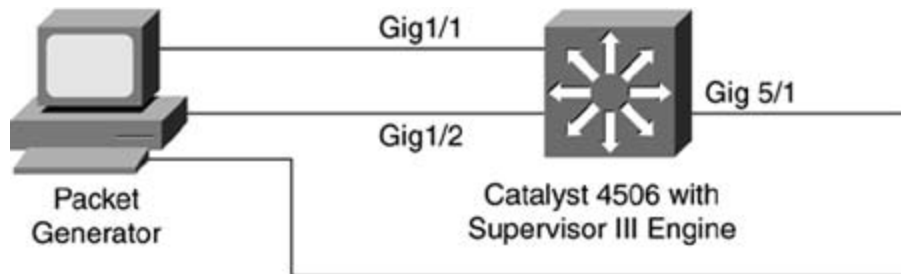 Gig1/1
Gig 5/1
Gig1/2
Packet
Generator
Catalyst 4506 with
Supervisor III Engine